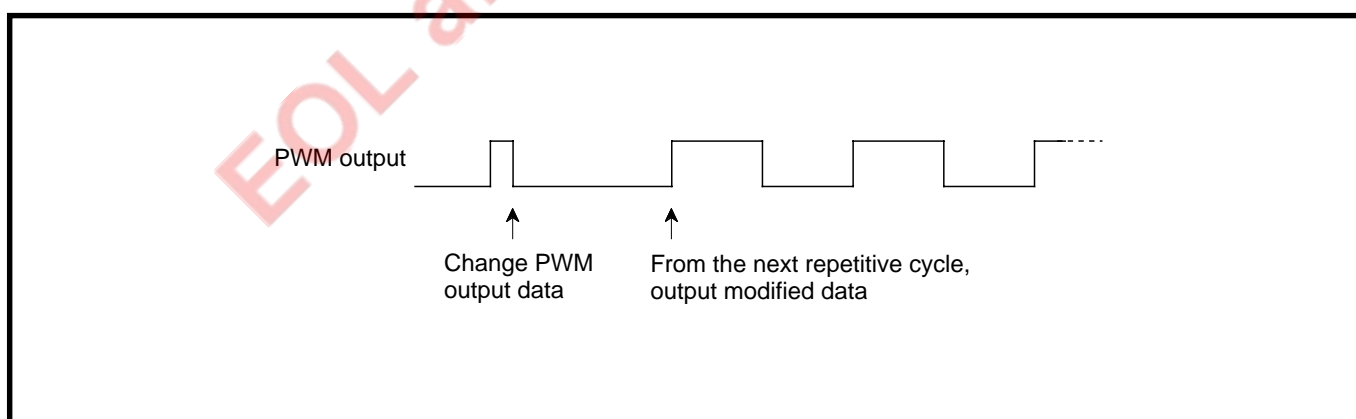 EOL a
PWM output
Change PWM
output data
From the next repetitive cycle,
output modified data